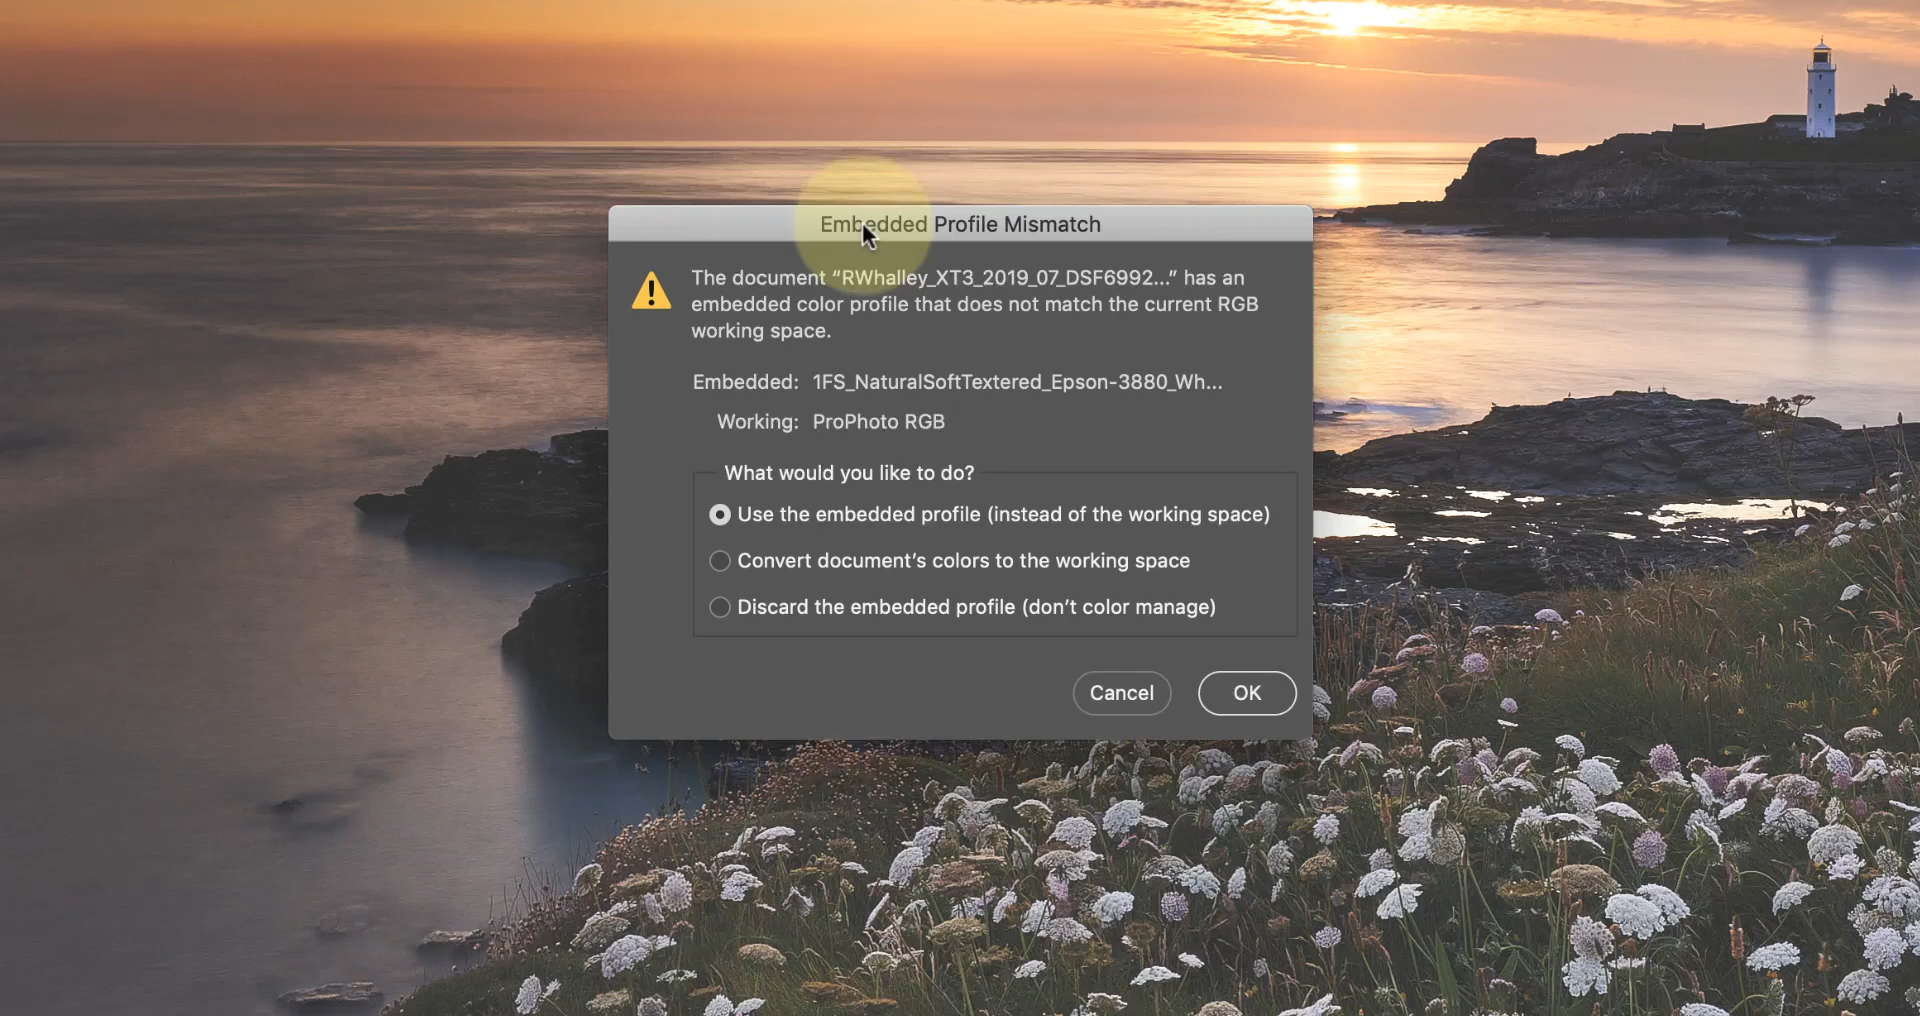 Embedded Profile Mismatch
The document “RWhalley_XT3_2019_07_DSF6992...” has an
embedded color profile that does not match the current RGB
working space.
Embedded: 1FS_NaturalSoftTextered_Epson-3880_Wh...
Working: ProPhoto RGB
What would you like to do?
Use the embedded profile (instead of the working space)
Convert document’s colors to the working space
Discard the embedded profile (don’t color manage)
Cancel OK